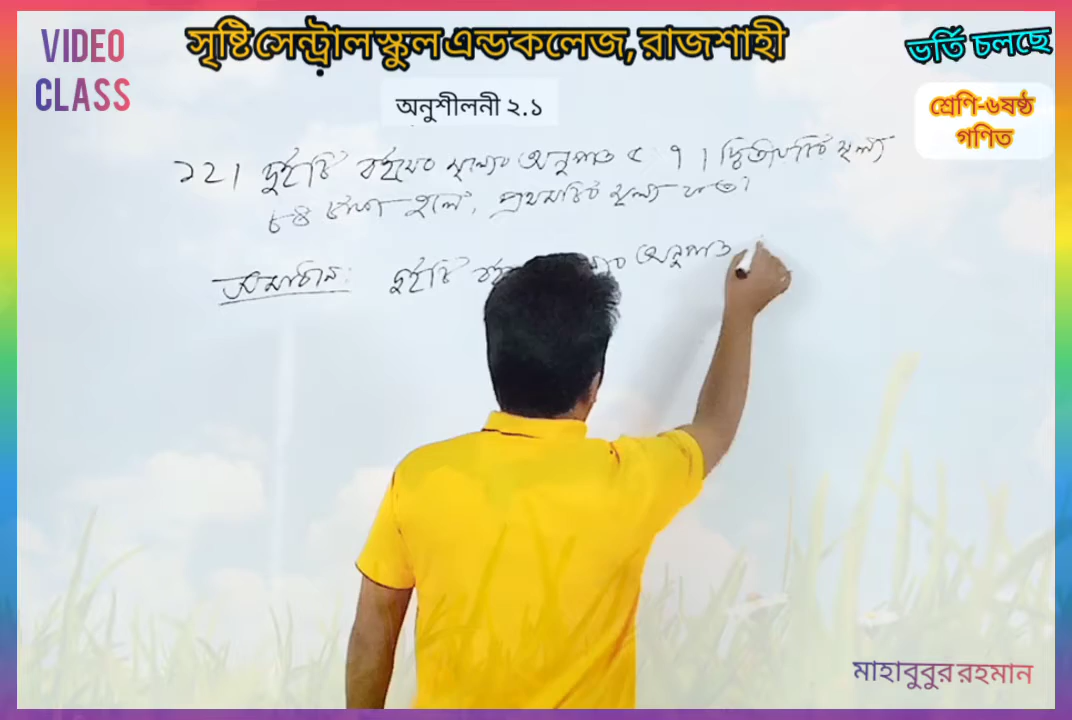 VIDEO
CLASS
সৃষ্টি সেন্ট্রাল স্কুল এন্ড কলেজ, রাজশাহী
ভর্তি চলছে
শ্রেণি-৬ষষ্ঠ
গণিত
অনুশীলনী ২.১
১২। দুইটি বইয়ের মূল্যের অনুপাত ৫ ৭। দ্বিতীয়টির মূল্য
৮৪ টাকা হলে, প্রথমটির মূল্য কত?
সমাধান: দুইটি অনুপাত
মাহাবুবুর রহমান